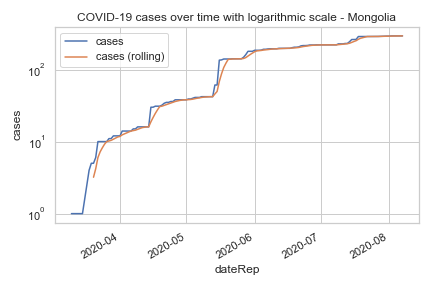 COVID-19 cases over time with logarithmic scale - Mongolia
cases
cases (rolling)
10²
10¹
10⁰
cases
2020-04
2020-05
2020-06
2020-07
2020-08
dateRep